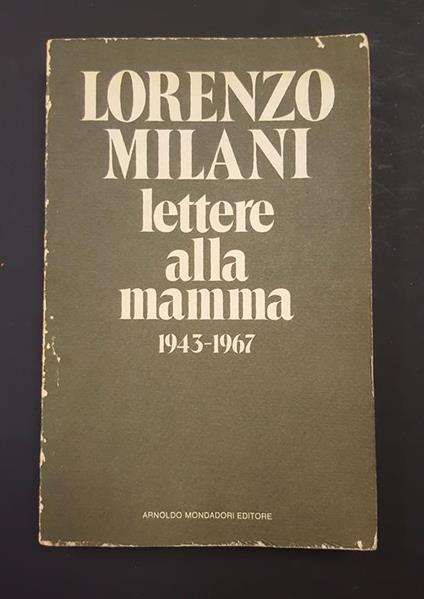 LORENZO
MILANI
lettere
alla
mamma
1943-1967
ARNOLDO MONDADORI EDITORE